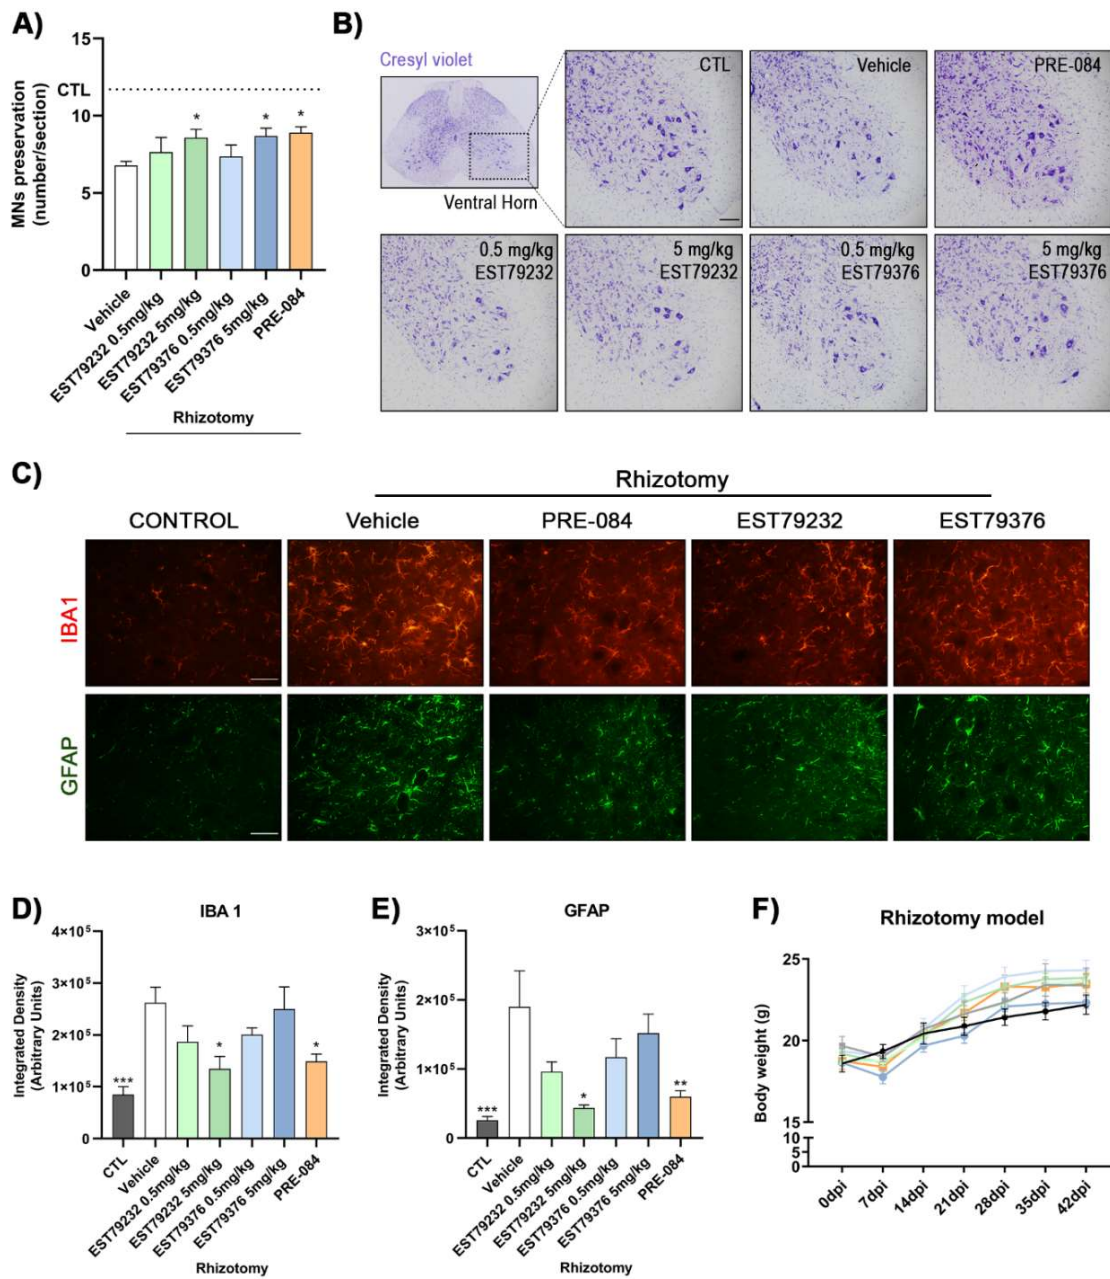 A)
15
CTL
10
5
0
MNs preservation
(number/section)
*
*
*
Vehicle
EST79232 0.5mg/kg
EST79232 5mg/kg
EST79376 0.5mg/kg
EST79376 5mg/kg
PRE-084
Rhizotomy
B)
Cresyl violet
Ventral Horn
CTL
Vehicle
PRE-084
0.5 mg/kg
EST79232
5 mg/kg
EST79232
0.5 mg/kg
EST79376
5 mg/kg
EST79376
C)
Rhizotomy
CONTROL
Vehicle
PRE-084
EST79232
EST79376
IBA1
GFAP
D)
IBA 1
Integrated Density
(Arbitrary Units)
4×10⁵
3×10⁵
2×10⁵
1×10⁵
0
***
*
*
CTL
Vehicle
EST79232 0.5mg/kg
EST79232 5mg/kg
EST79376 0.5mg/kg
EST79376 5mg/kg
PRE-084
Rhizotomy
E)
GFAP
Integrated Density
(Arbitrary Units)
3×10⁵
2×10⁵
1×10⁵
0
***
*
**
CTL
Vehicle
EST79232 0.5mg/kg
EST79232 5mg/kg
EST79376 0.5mg/kg
EST79376 5mg/kg
PRE-084
Rhizotomy
F)
Rhizotomy model
Body weight (g)
25
20
15
10
5
0
0dpi
7dpi
14dpi
21dpi
28dpi
35dpi
42dpi